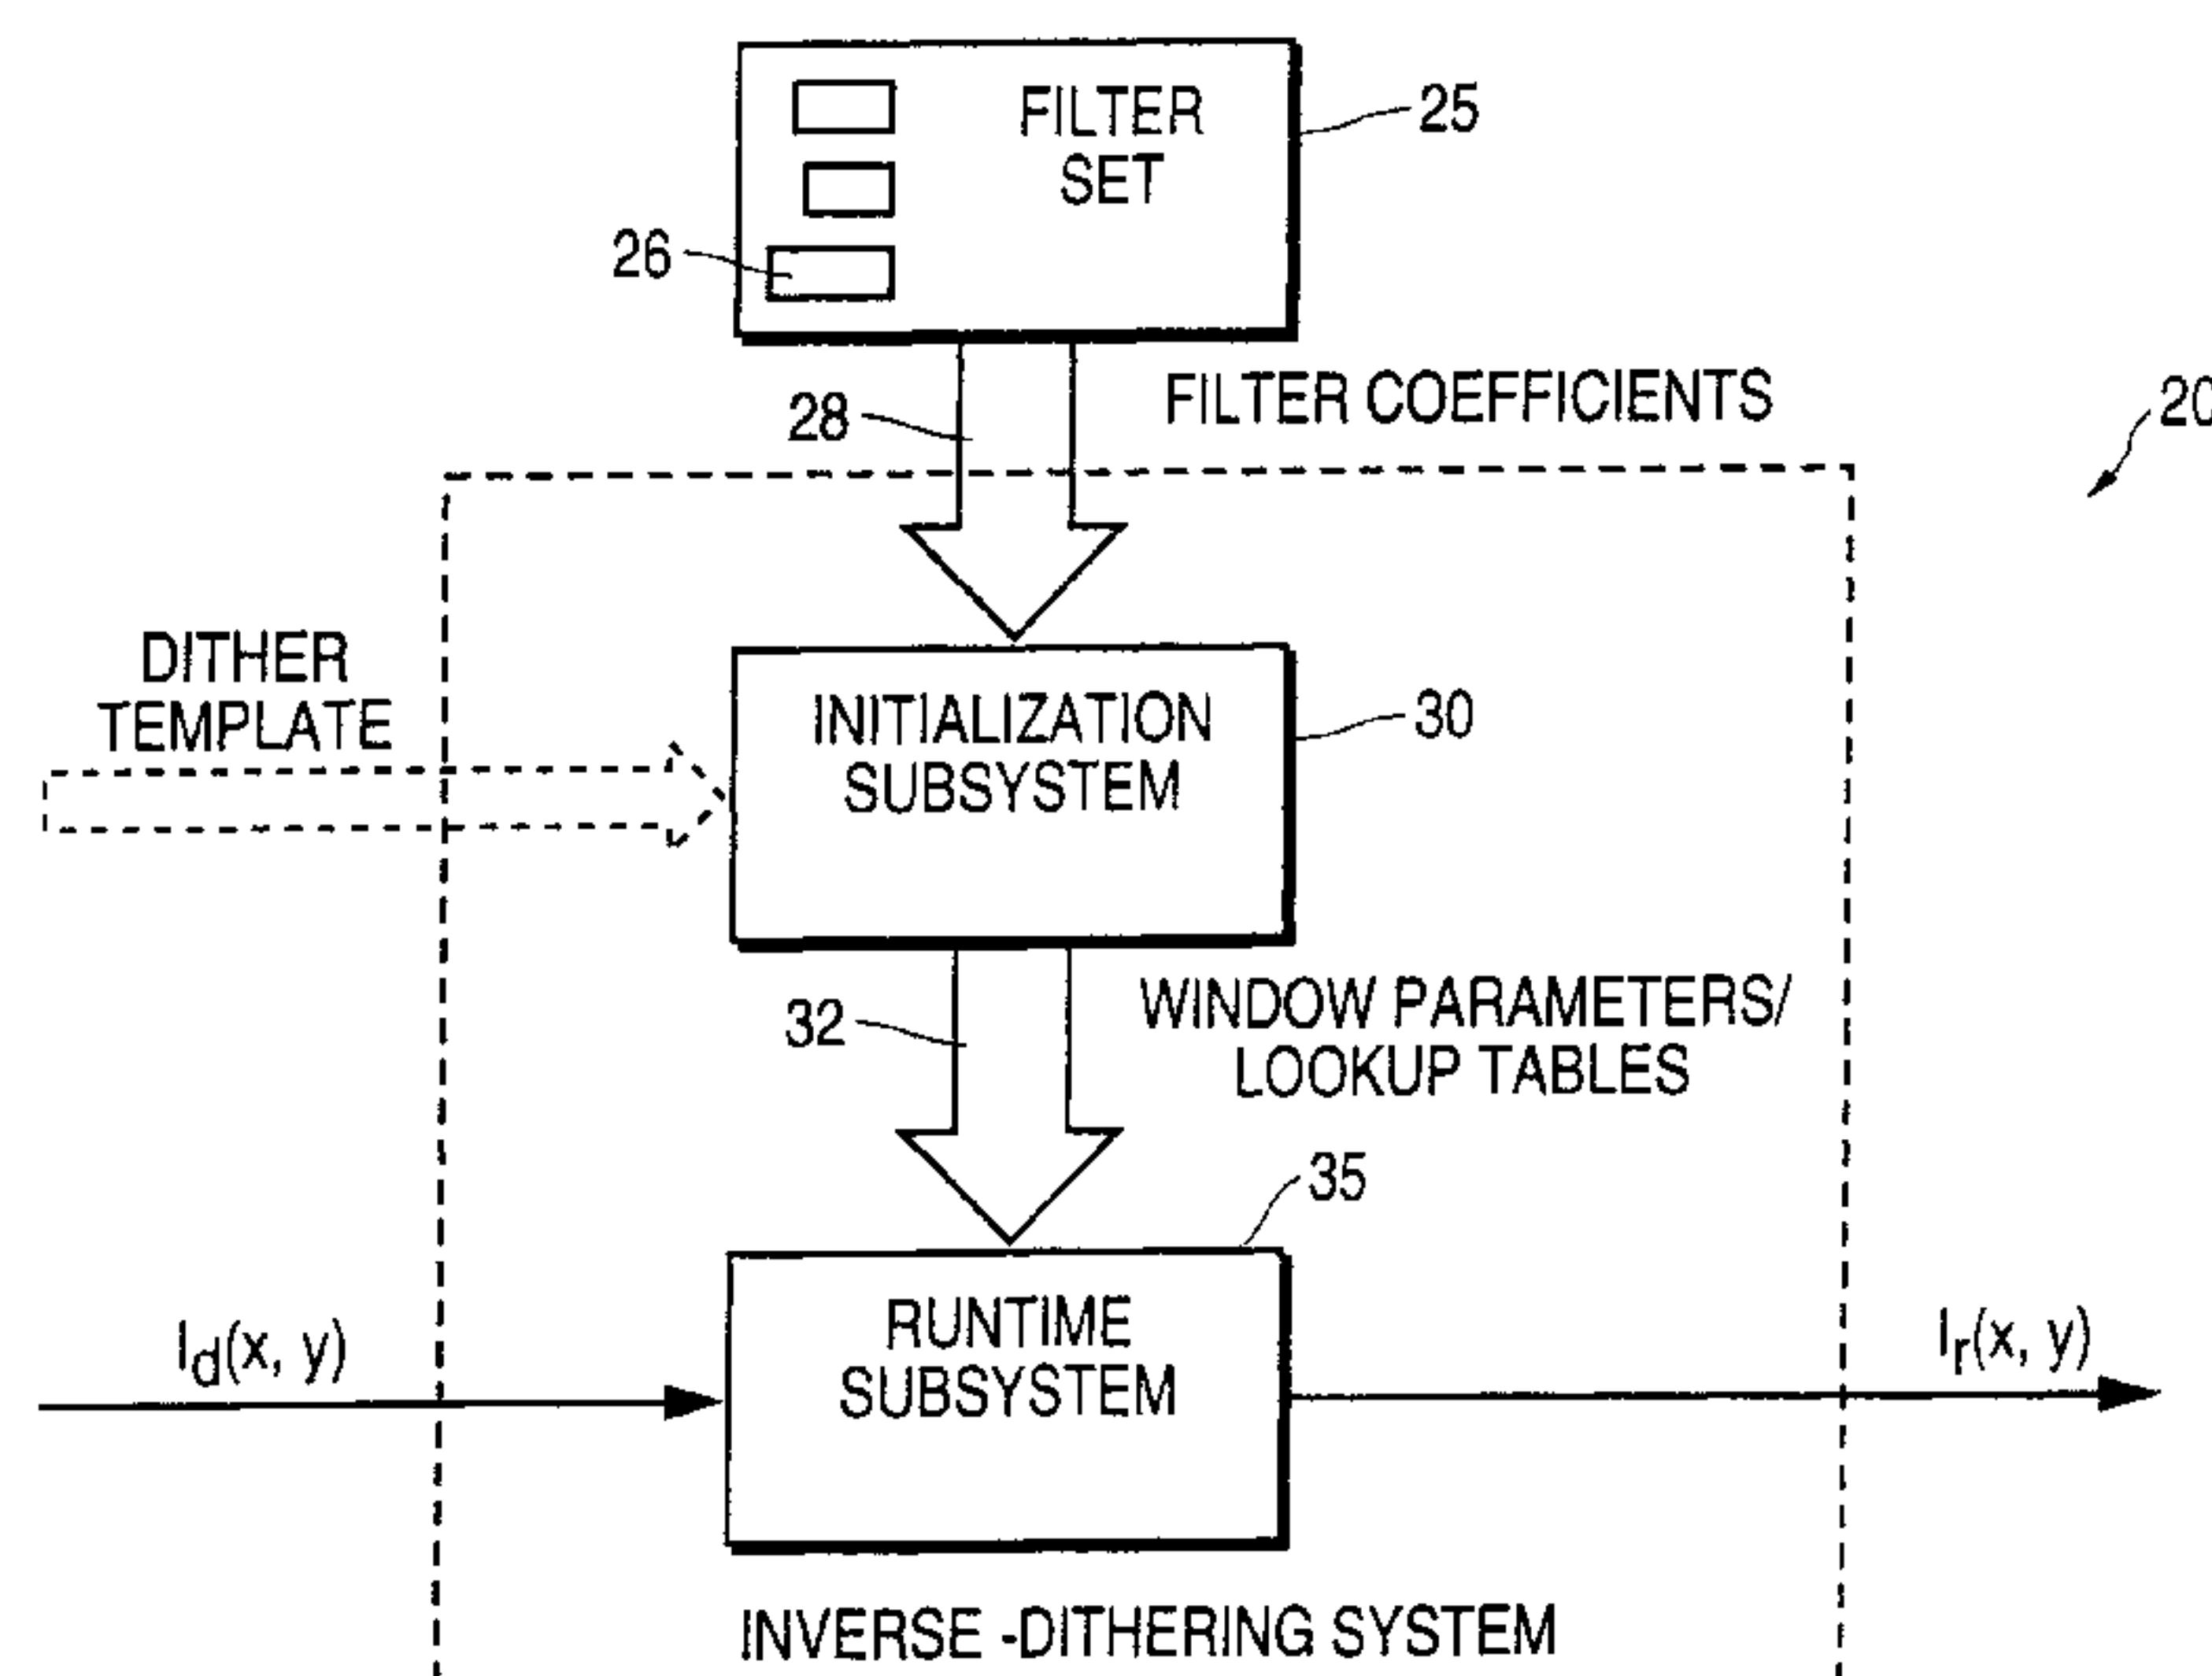 FILTER
SET
25
26
28
FILTER COEFFICIENTS
20
DITHER
TEMPLATE
INITIALIZATION
SUBSYSTEM
30
32
WINDOW PARAMETERS/
LOOKUP TABLES
35
RUNTIME
SUBSYSTEM
Id(x, y)
Ir(x, y)
INVERSE -DITHERING SYSTEM